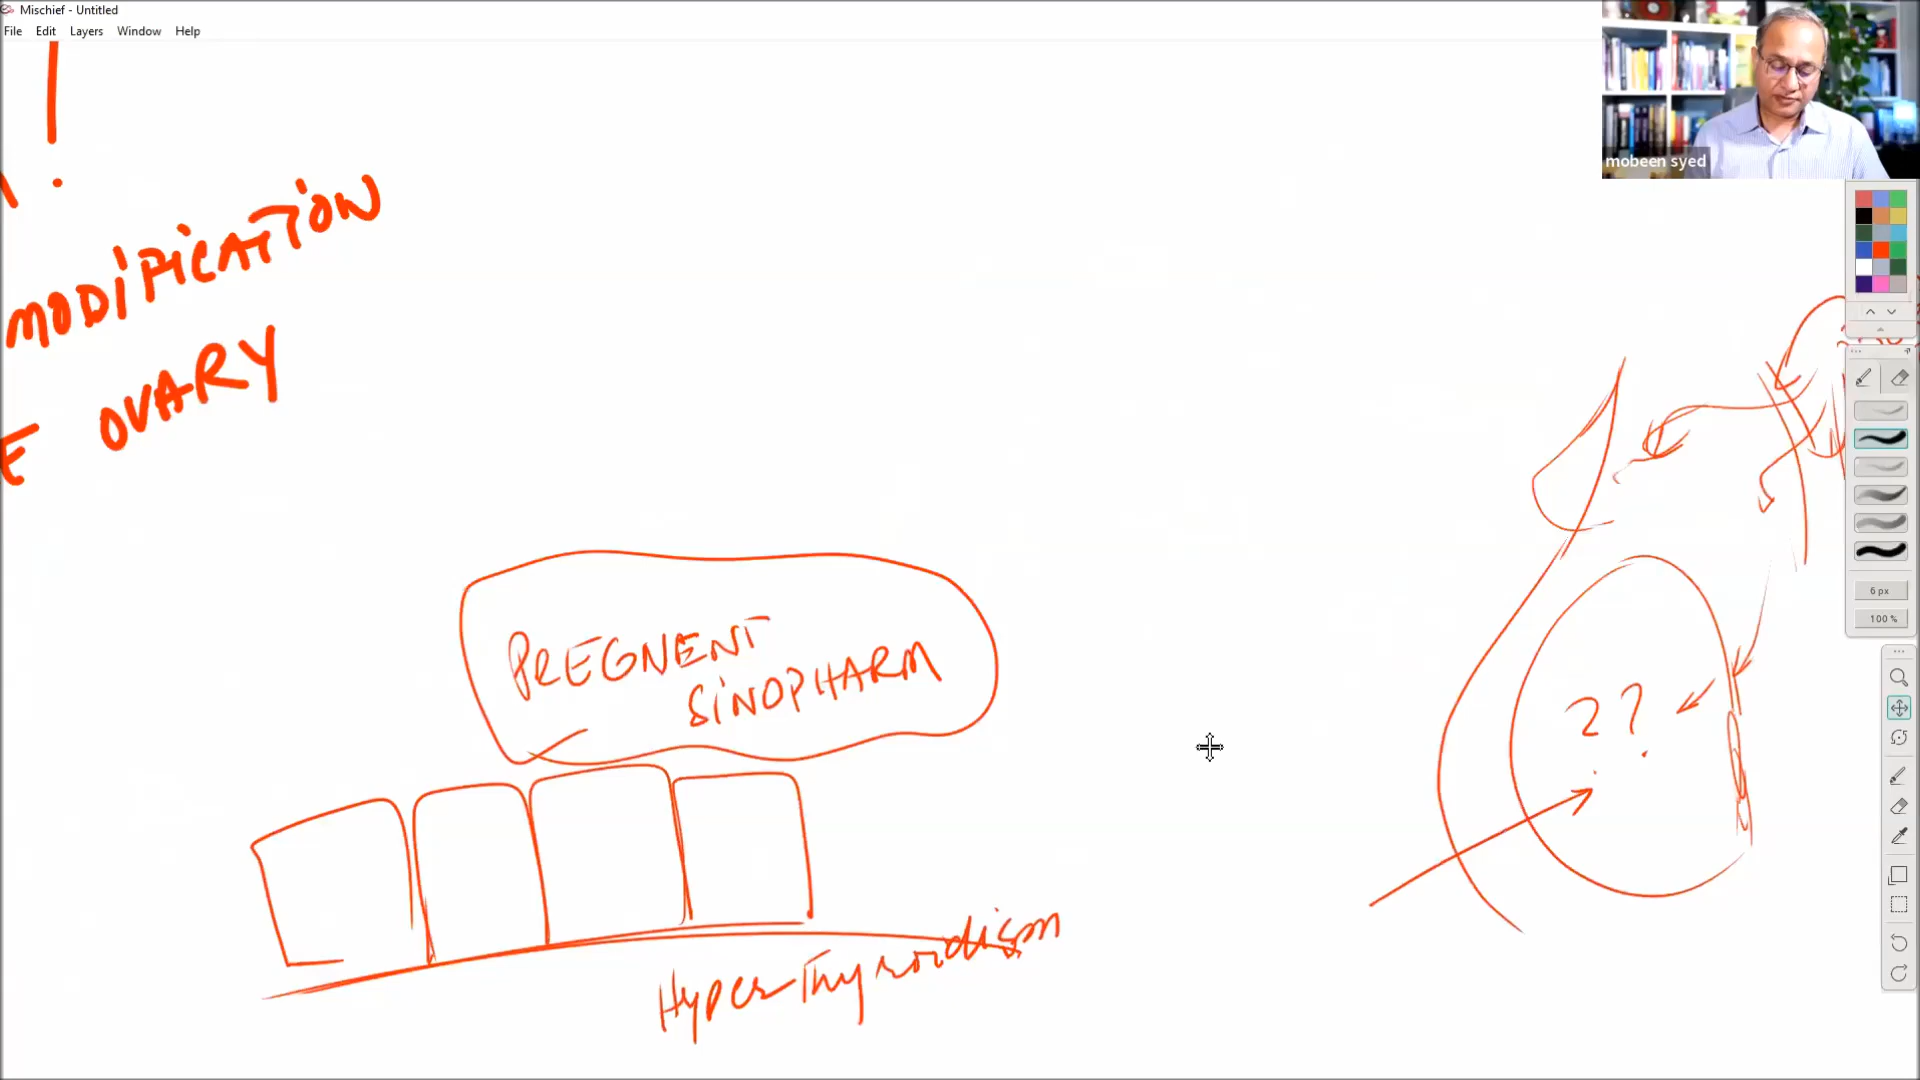 Mischief - Untitled
File Edit Layers Window Help
mobeen syed
!
MODIFICATION
E OVARY
PREGNENT
SINOPHARM
Hyper Thyroidism
??
6 px
100 %